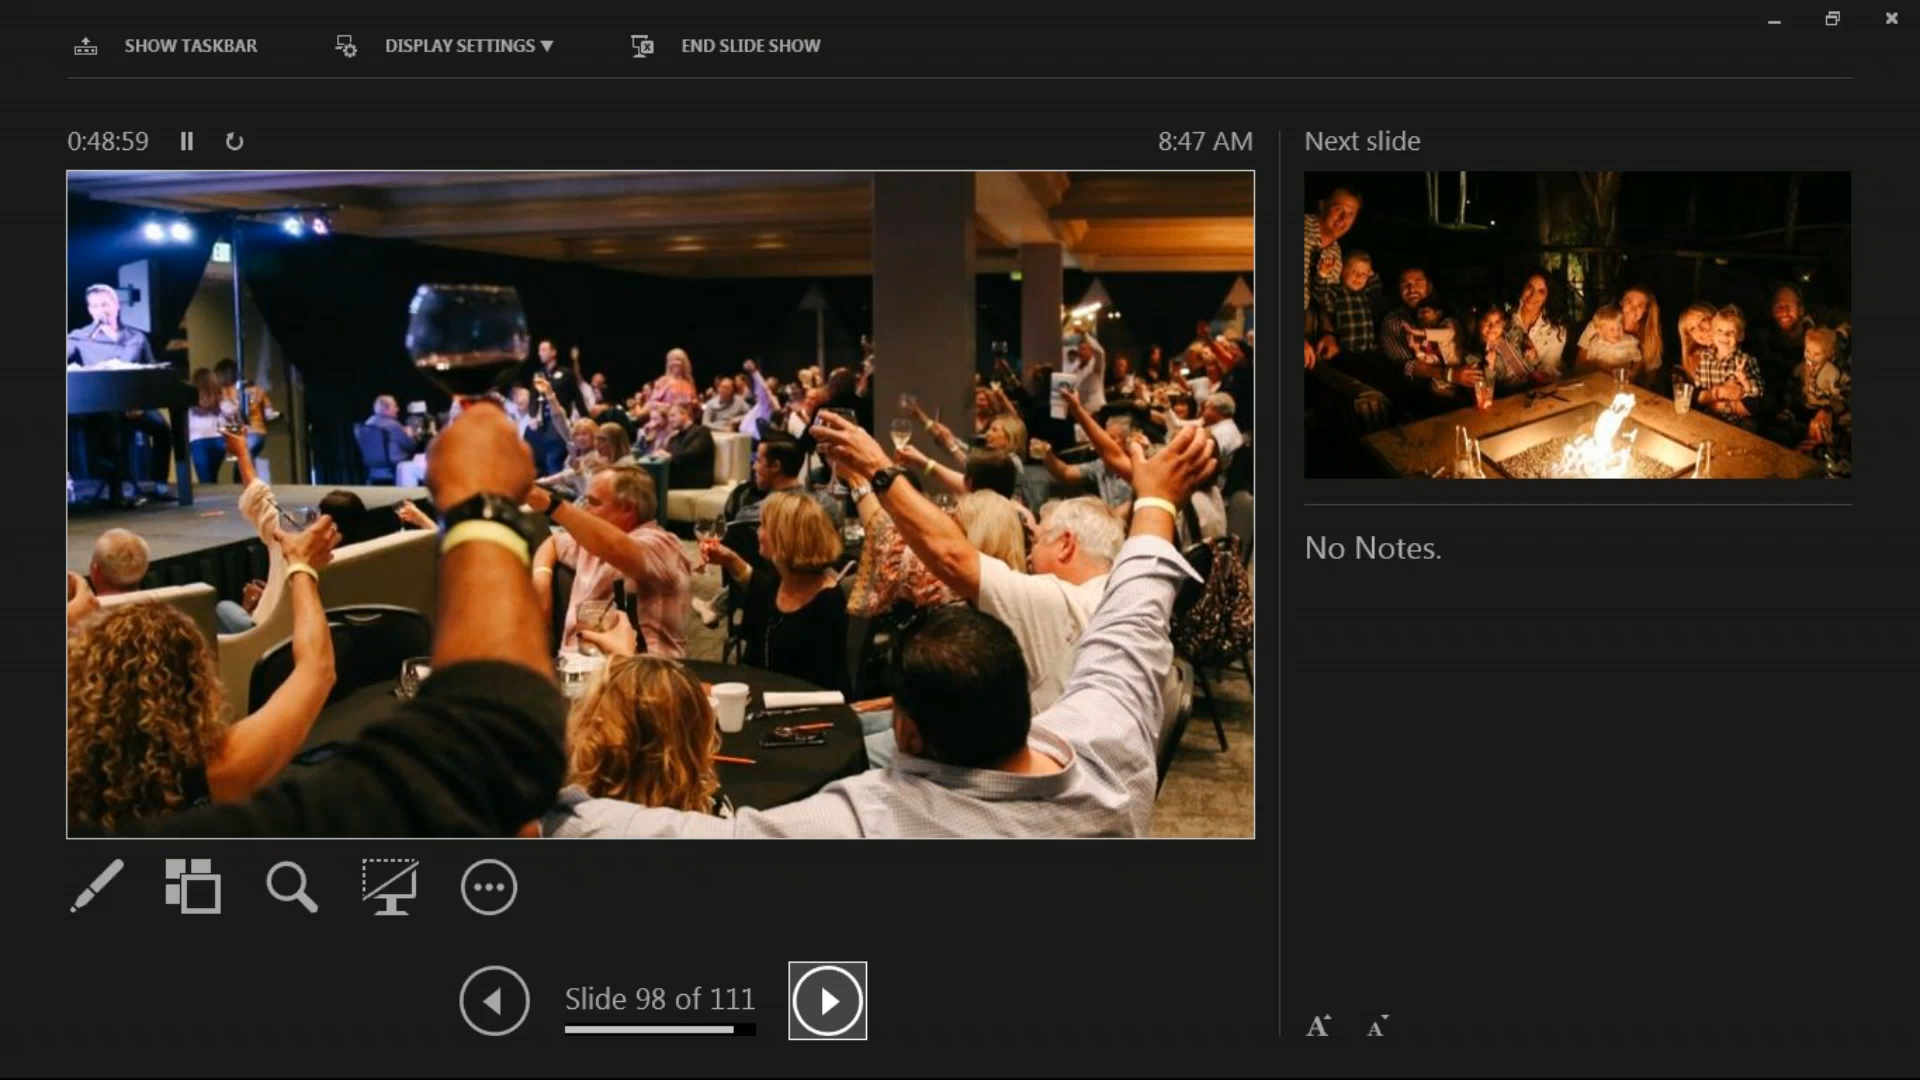 SHOW TASKBAR
DISPLAY SETTINGS ▼
END SLIDE SHOW
0:48:59
8:47 AM
Next slide
EXIT
No Notes.
Slide 98 of 111
A A